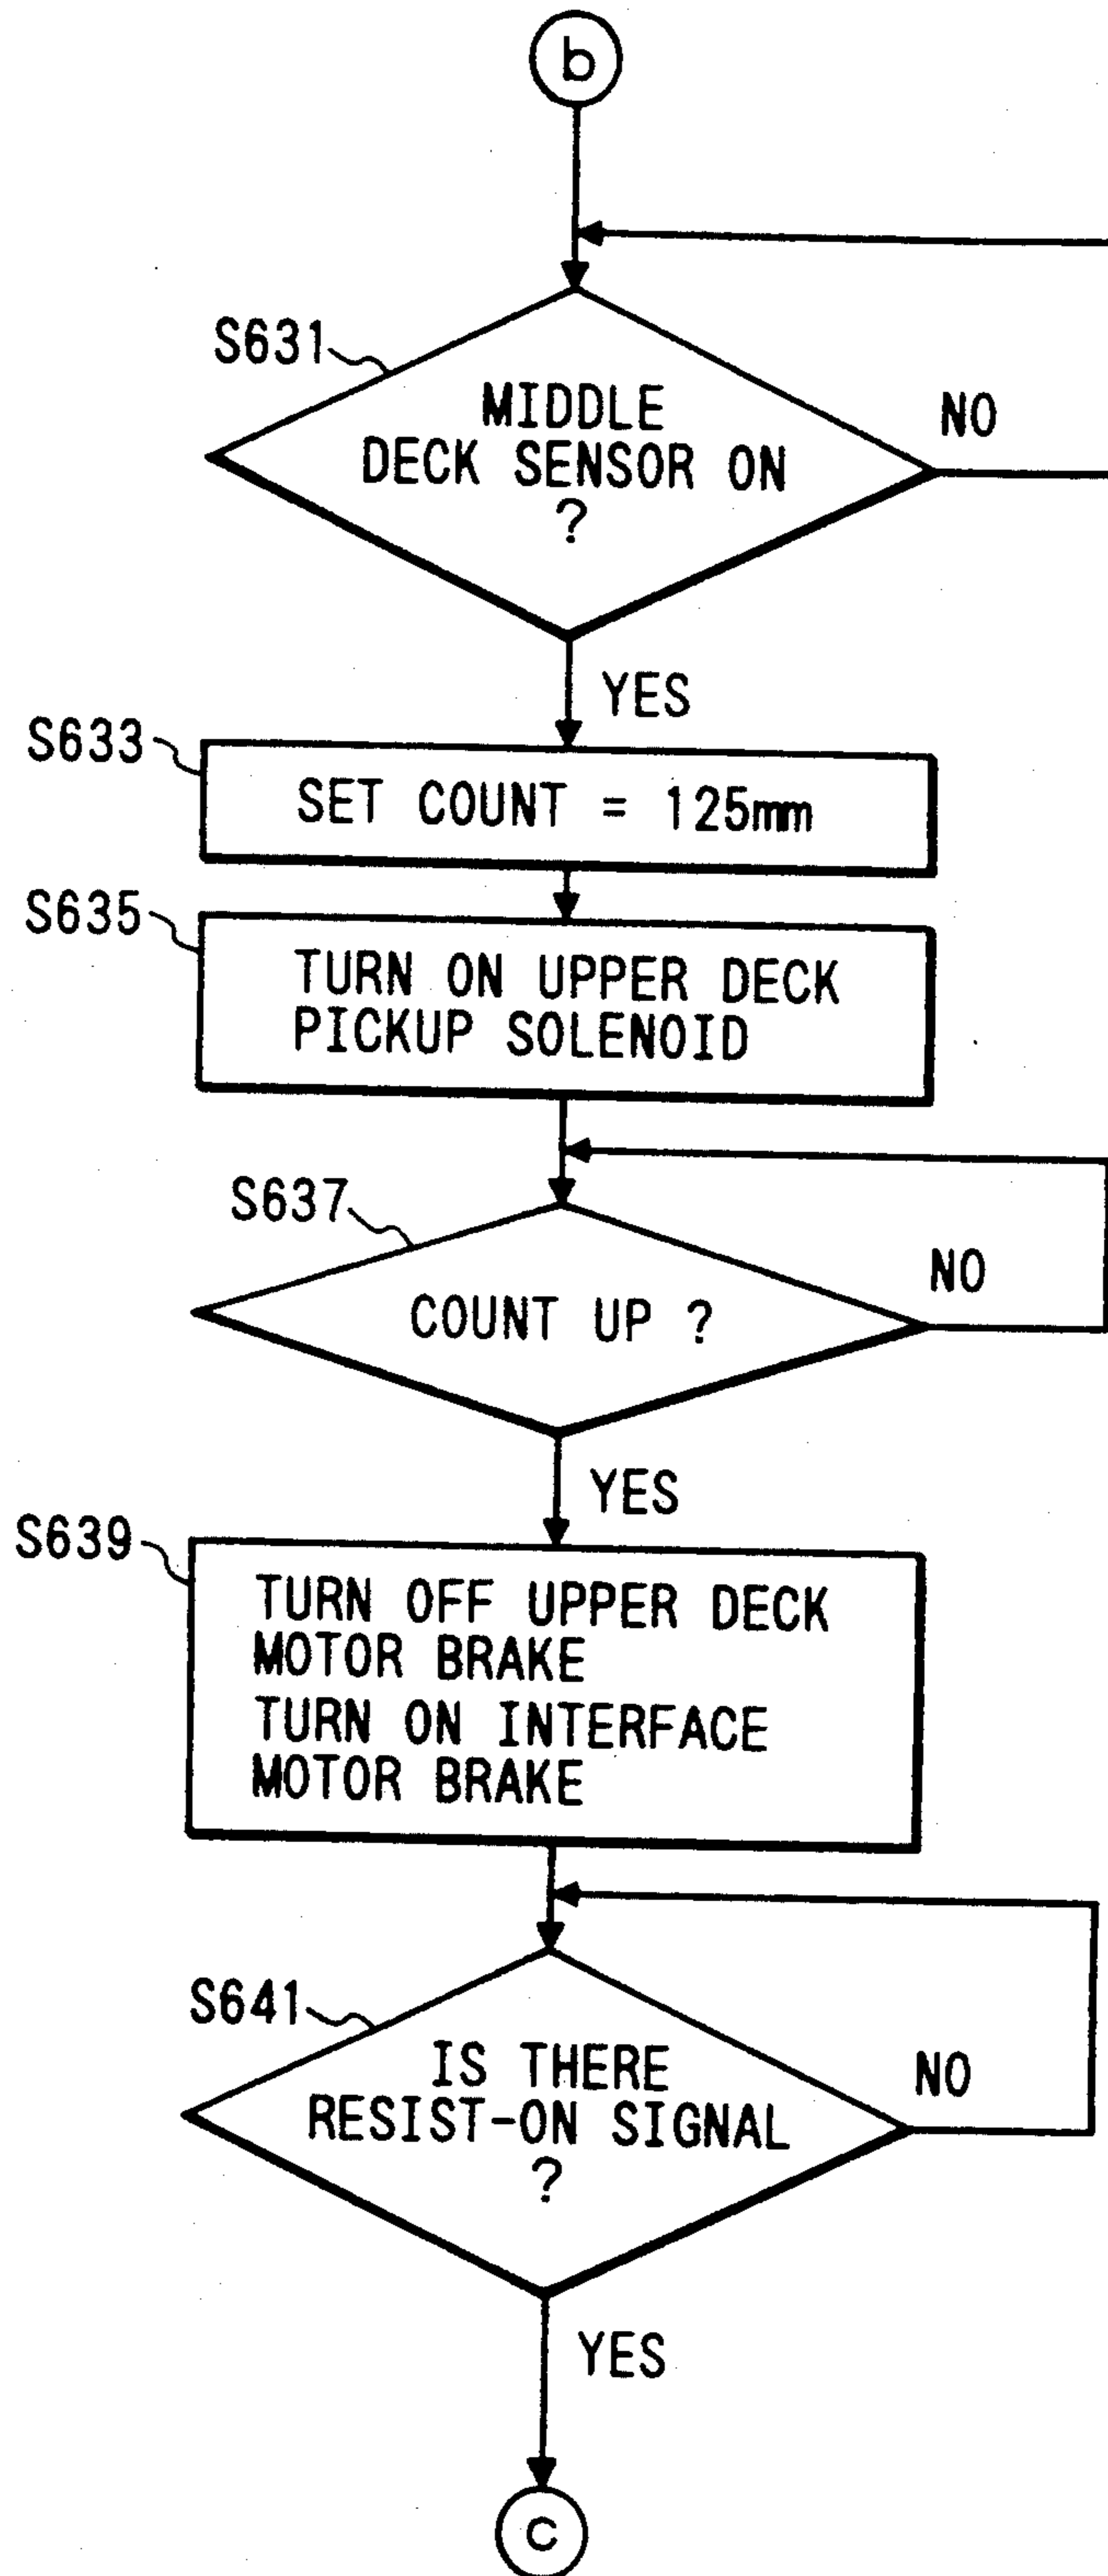 b
S631
MIDDLE
DECK SENSOR ON
?
NO
YES
S633
SET COUNT = 125mm
S635
TURN ON UPPER DECK
PICKUP SOLENOID
S637
COUNT UP ?
NO
YES
S639
TURN OFF UPPER DECK
MOTOR BRAKE
TURN ON INTERFACE
MOTOR BRAKE
S641
IS THERE
RESIST-ON SIGNAL
?
NO
YES
c